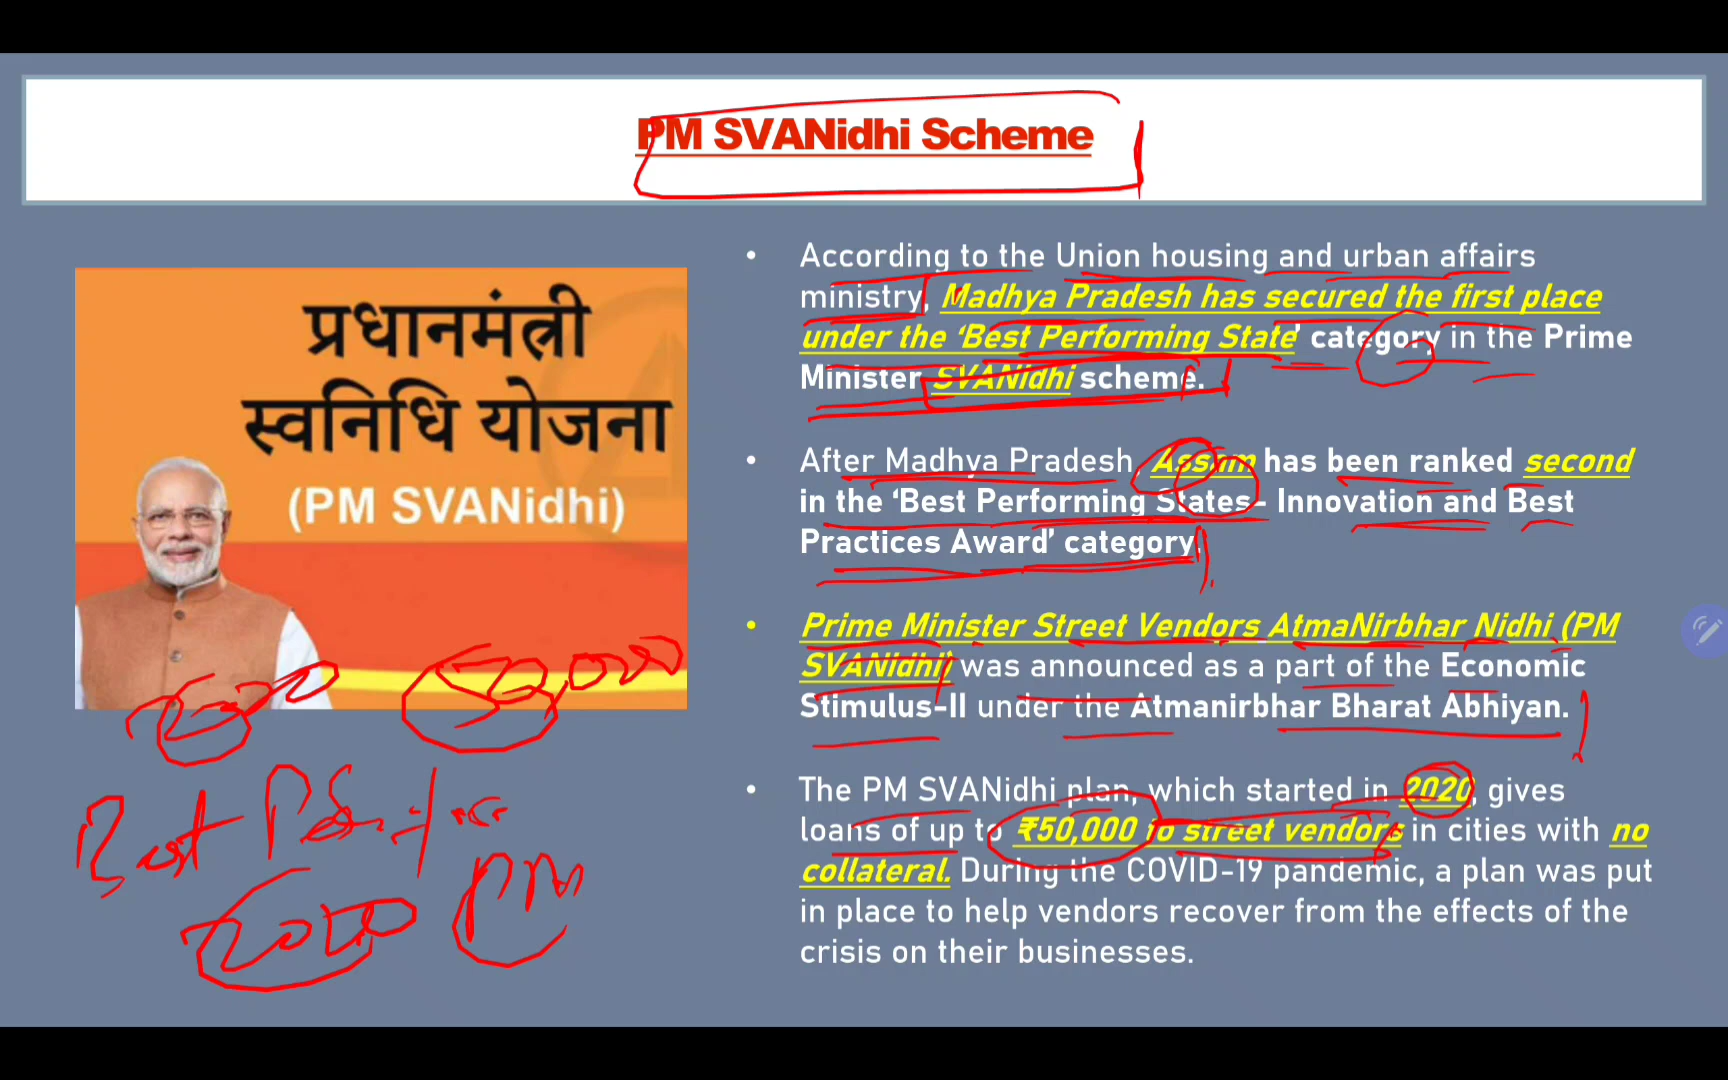 PM SVANidhi Scheme
प्रधानमंत्री
स्वनिधि योजना
(PM SVANidhi)
• According to the Union housing and urban affairs
ministry, Madhya Pradesh has secured the first place
under the ‘Best Performing State’ category in the Prime
Minister SVANidhi scheme.
• After Madhya Pradesh, Assam has been ranked second
in the ‘Best Performing States- Innovation and Best
Practices Award’ category.
• Prime Minister Street Vendors AtmaNirbhar Nidhi (PM
SVANidhi) was announced as a part of the Economic
Stimulus-II under the Atmanirbhar Bharat Abhiyan.
• The PM SVANidhi plan, which started in 2020, gives
loans of up to ₹50,000 to street vendors in cities with no
collateral. During the COVID-19 pandemic, a plan was put
in place to help vendors recover from the effects of the
crisis on their businesses.
50,000
Best
2020 PM